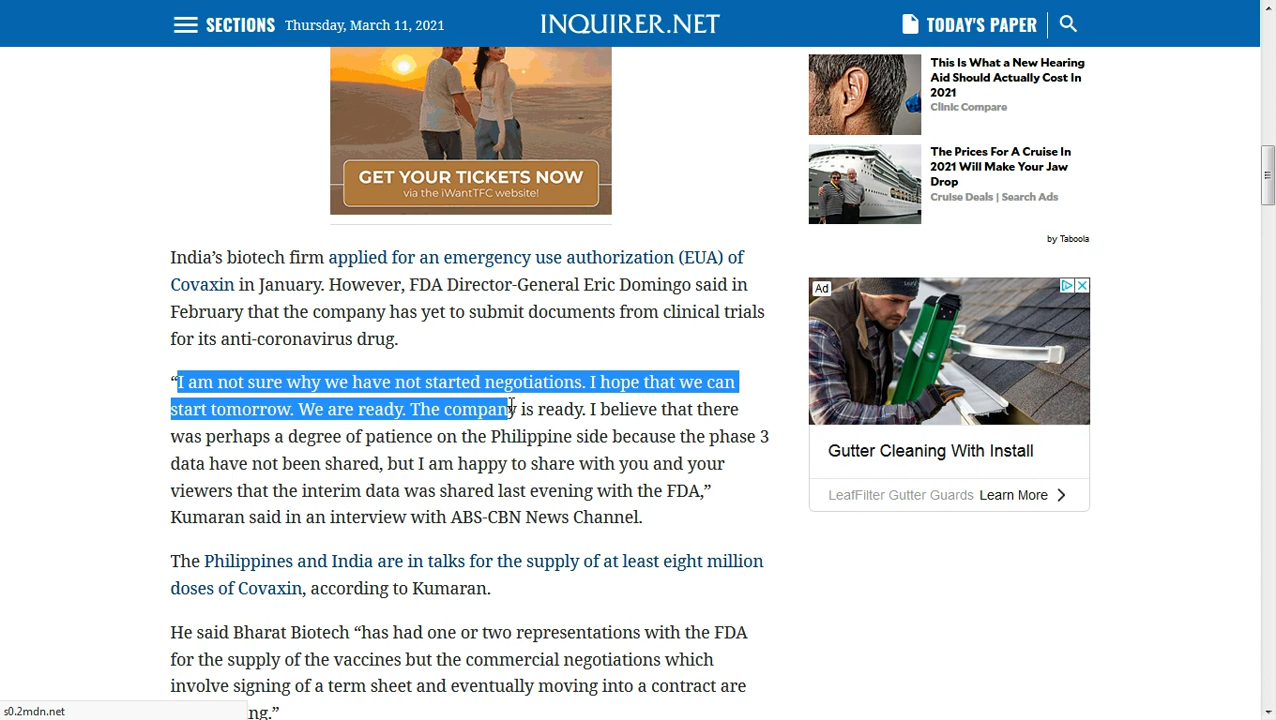 SECTIONS Thursday, March 11, 2021 INQUIRER.NET TODAY'S PAPER
GET YOUR TICKETS NOW
via the iWantTFC website!
India’s biotech firm applied for an emergency use authorization (EUA) of
Covaxin in January. However, FDA Director-General Eric Domingo said in
February that the company has yet to submit documents from clinical trials
for its anti-coronavirus drug.
“I am not sure why we have not started negotiations. I hope that we can
start tomorrow. We are ready. The company is ready. I believe that there
was perhaps a degree of patience on the Philippine side because the phase 3
data have not been shared, but I am happy to share with you and your
viewers that the interim data was shared last evening with the FDA,”
Kumaran said in an interview with ABS-CBN News Channel.
The Philippines and India are in talks for the supply of at least eight million
doses of Covaxin, according to Kumaran.
He said Bharat Biotech “has had one or two representations with the FDA
for the supply of the vaccines but the commercial negotiations which
involve signing of a term sheet and eventually moving into a contract are
ng.”
s0.2mdn.net
This Is What a New Hearing
Aid Should Actually Cost In
2021
Clinic Compare
The Prices For A Cruise In
2021 Will Make Your Jaw
Drop
Cruise Deals | Search Ads
by Taboola
Ad
Gutter Cleaning With Install
LeafFilter Gutter Guards Learn More